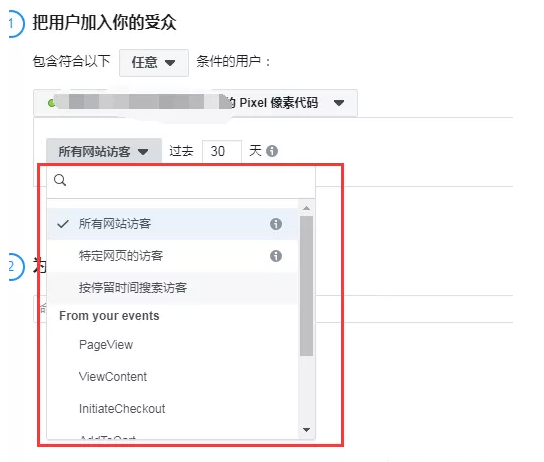 1 把用户加入你的受众
包含符合以下 任意 条件的用户：
的 Pixel 像素代码
所有网站访客 过去 30 天
所有网站访客
特定网页的访客
按停留时间搜索访客
2 为
From your events
PageView
ViewContent
InitiateCheckout
AddToCart